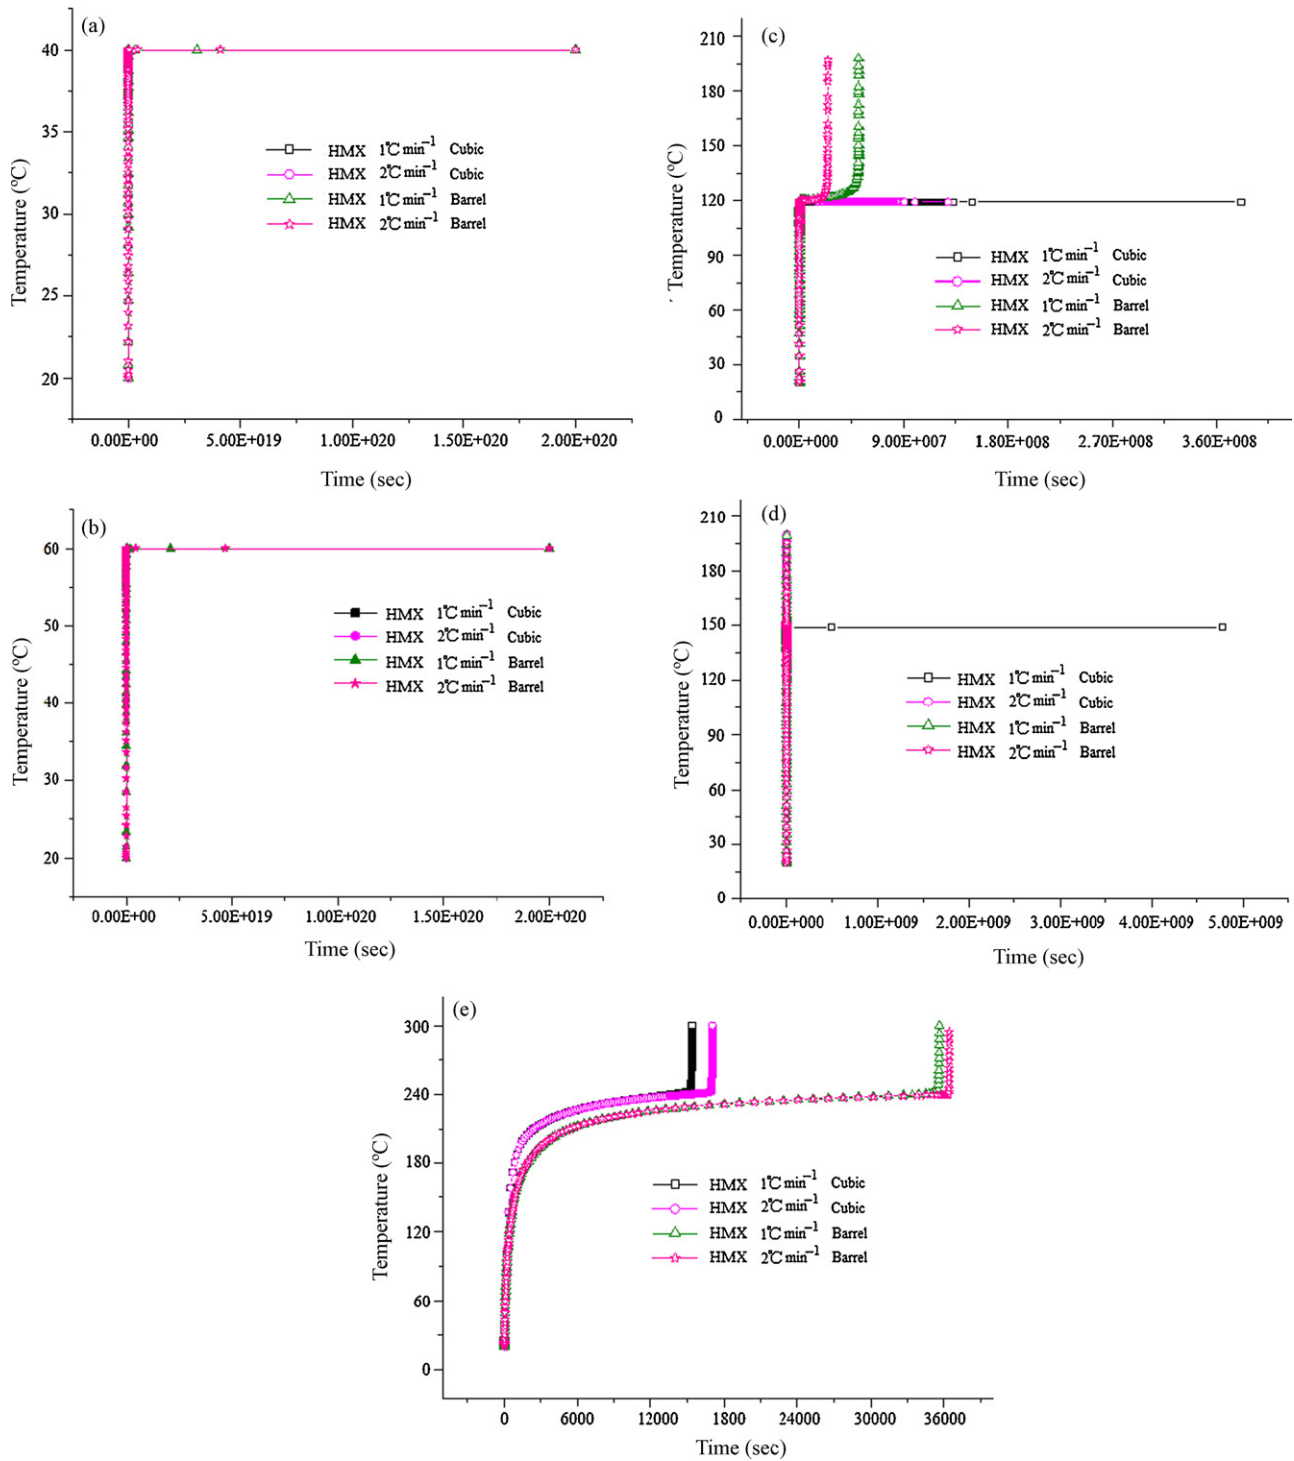 (a)
40
35
30
25
20
Temperature (ºC)
HMX 1℃ min⁻¹ Cubic
HMX 2℃ min⁻¹ Cubic
HMX 1℃ min⁻¹ Barrel
HMX 2℃ min⁻¹ Barrel
0.00E+00 5.00E+019 1.00E+020 1.50E+020 2.00E+020
Time (sec)
(c)
210
180
150
120
90
60
30
0
Temperature (ºC)
HMX 1℃ min⁻¹ Cubic
HMX 2℃ min⁻¹ Cubic
HMX 1℃ min⁻¹ Barrel
HMX 2℃ min⁻¹ Barrel
0.00E+000 9.00E+007 1.80E+008 2.70E+008 3.60E+008
Time (sec)
(b)
60
50
40
30
20
Temperature (ºC)
HMX 1℃ min⁻¹ Cubic
HMX 2℃ min⁻¹ Cubic
HMX 1℃ min⁻¹ Barrel
HMX 2℃ min⁻¹ Barrel
0.00E+00 5.00E+019 1.00E+020 1.50E+020 2.00E+020
Time (sec)
(d)
210
180
150
120
90
60
30
0
Temperature (ºC)
HMX 1℃ min⁻¹ Cubic
HMX 2℃ min⁻¹ Cubic
HMX 1℃ min⁻¹ Barrel
HMX 2℃ min⁻¹ Barrel
0.00E+000 1.00E+009 2.00E+009 3.00E+009 4.00E+009 5.00E+009
Time (sec)
(e)
300
240
180
120
60
0
Temperature (ºC)
HMX 1℃ min⁻¹ Cubic
HMX 2℃ min⁻¹ Cubic
HMX 1℃ min⁻¹ Barrel
HMX 2℃ min⁻¹ Barrel
0 6000 12000 18000 24000 30000 36000
Time (sec)